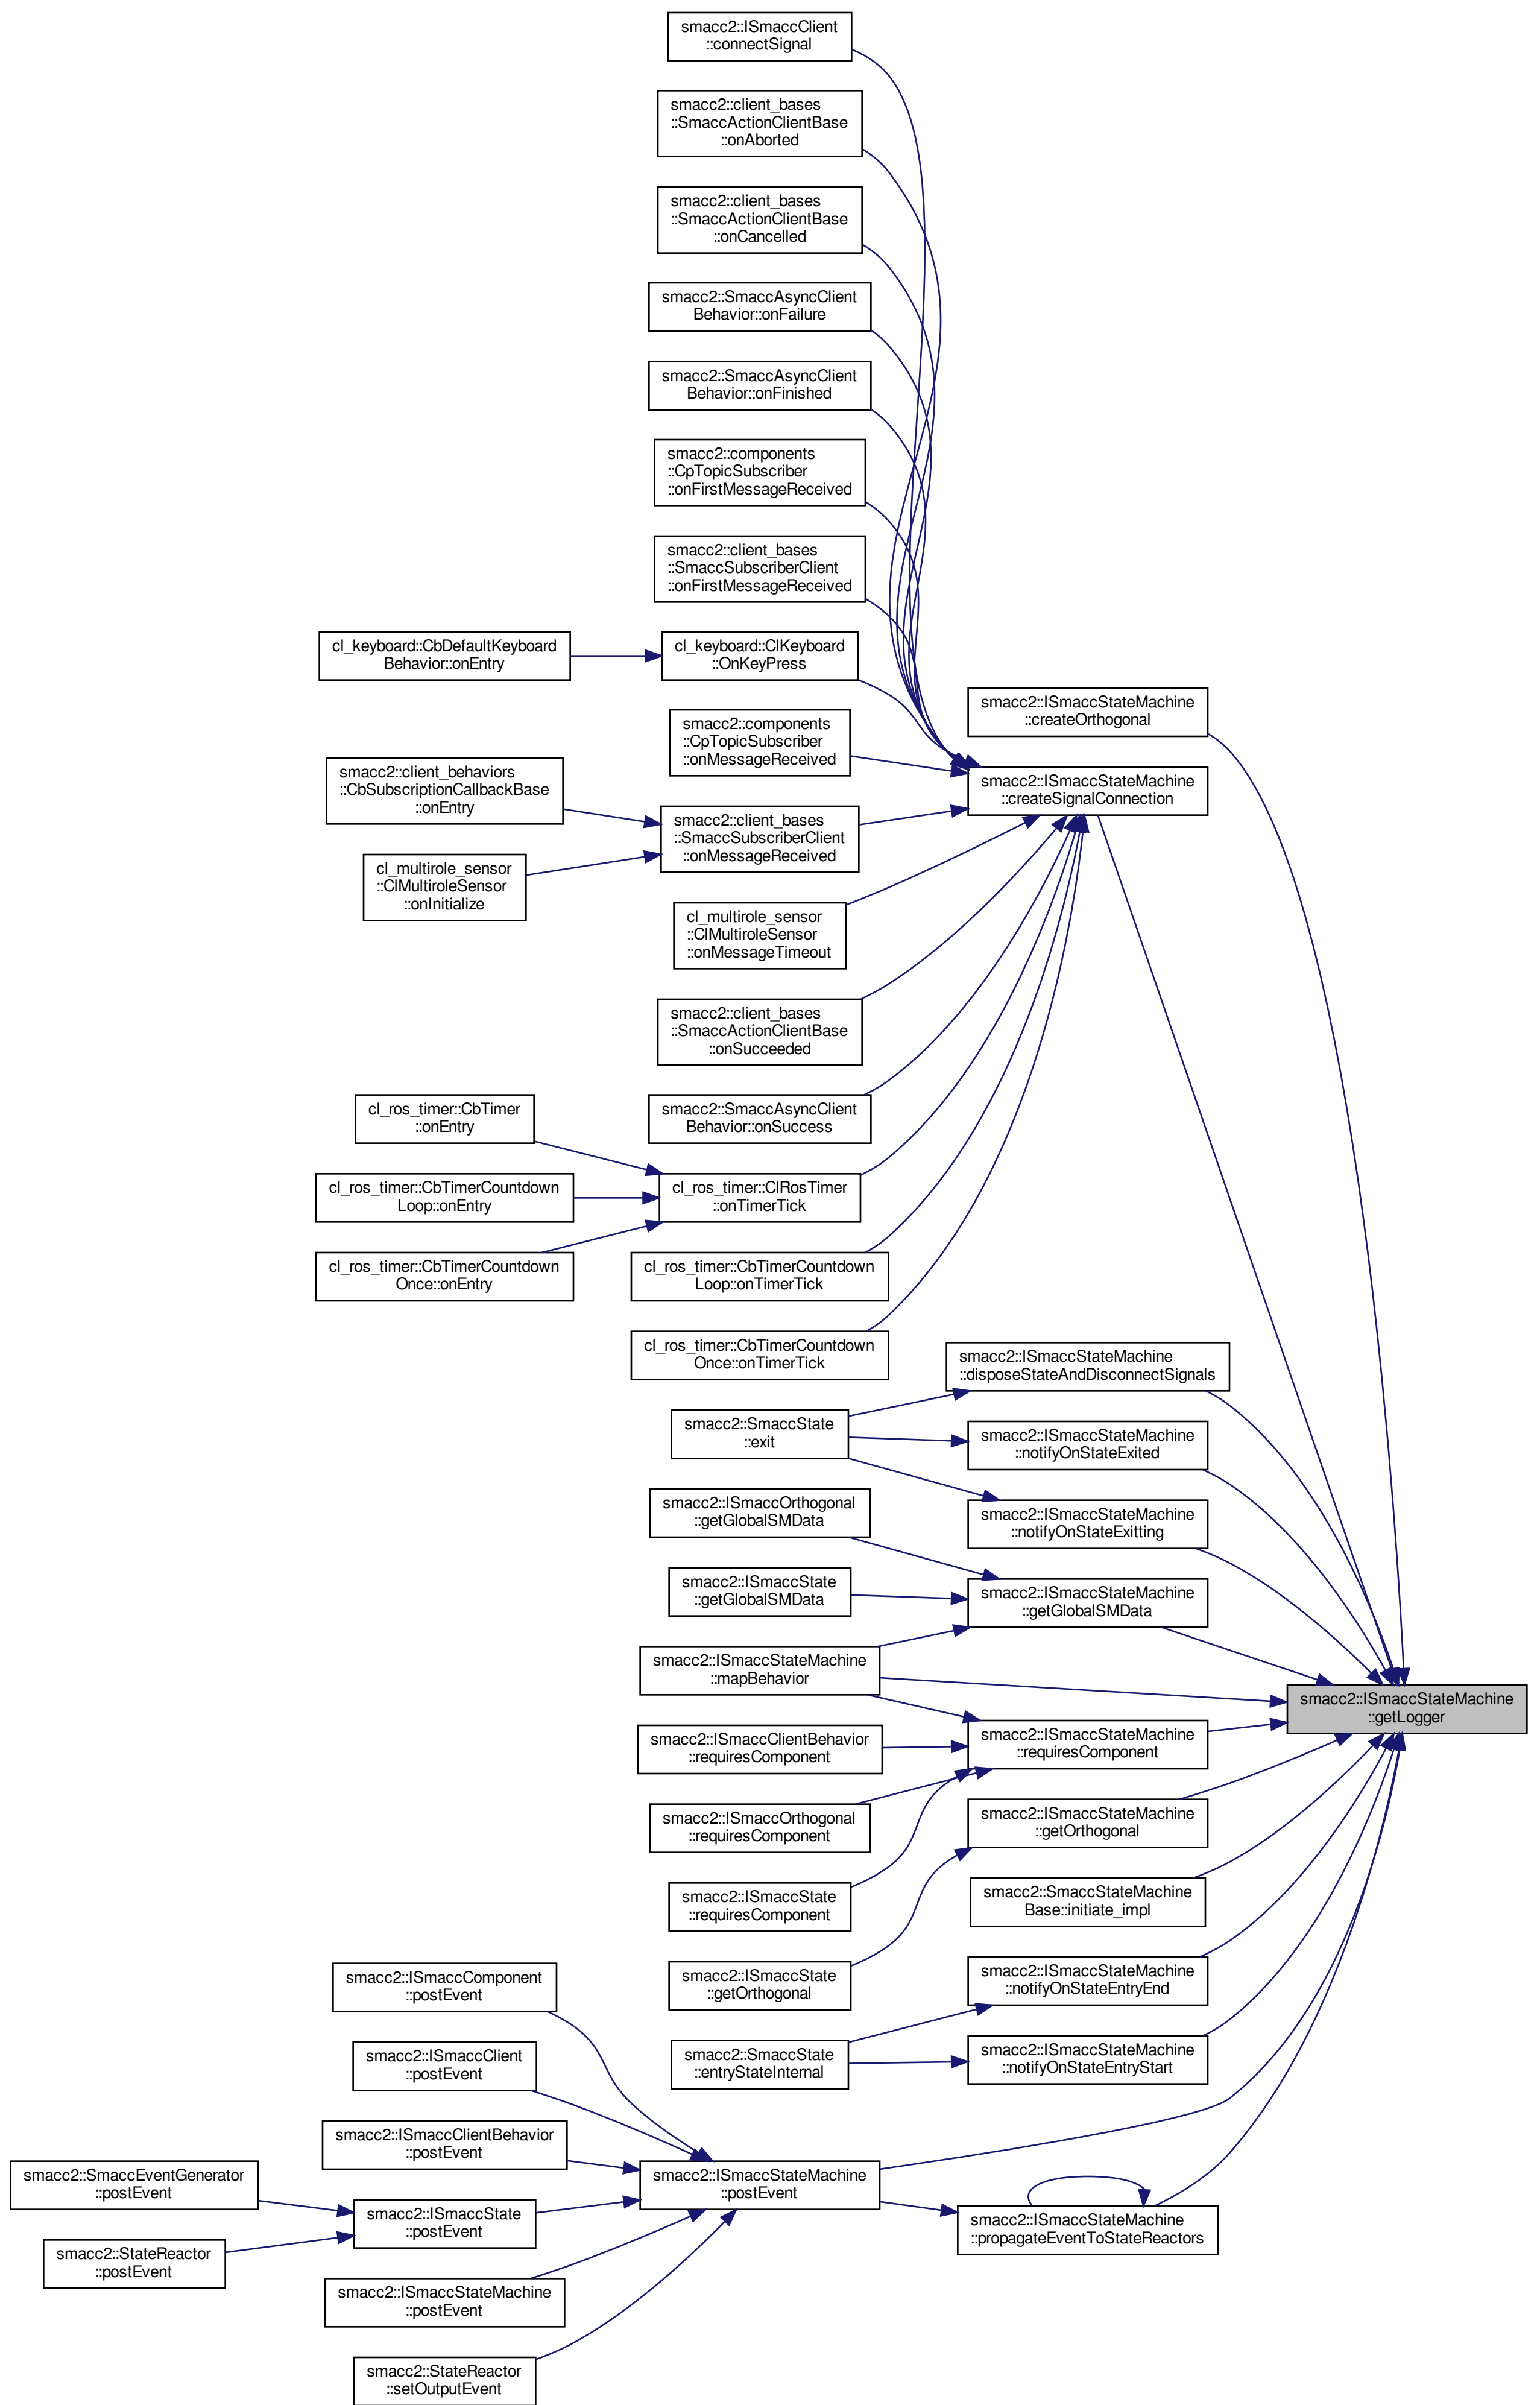 smacc2::ISmaccClient
::connectSignal
smacc2::client_bases
::SmaccActionClientBase
::onAborted
smacc2::client_bases
::SmaccActionClientBase
::onCancelled
smacc2::SmaccAsyncClient
Behavior::onFailure
smacc2::SmaccAsyncClient
Behavior::onFinished
smacc2::components
::CpTopicSubscriber
::onFirstMessageReceived
smacc2::client_bases
::SmaccSubscriberClient
::onFirstMessageReceived
cl_keyboard::CbDefaultKeyboard
Behavior::onEntry
cl_keyboard::ClKeyboard
::OnKeyPress
smacc2::ISmaccStateMachine
::createOrthogonal
smacc2::components
::CpTopicSubscriber
::onMessageReceived
smacc2::client_behaviors
::CbSubscriptionCallbackBase
::onEntry
smacc2::ISmaccStateMachine
::createSignalConnection
smacc2::client_bases
::SmaccSubscriberClient
::onMessageReceived
cl_multirole_sensor
::ClMultiroleSensor
::onInitialize
cl_multirole_sensor
::ClMultiroleSensor
::onMessageTimeout
smacc2::client_bases
::SmaccActionClientBase
::onSucceeded
cl_ros_timer::CbTimer
::onEntry
smacc2::SmaccAsyncClient
Behavior::onSuccess
cl_ros_timer::CbTimerCountdown
Loop::onEntry
cl_ros_timer::ClRosTimer
::onTimerTick
cl_ros_timer::CbTimerCountdown
Once::onEntry
cl_ros_timer::CbTimerCountdown
Loop::onTimerTick
cl_ros_timer::CbTimerCountdown
Once::onTimerTick
smacc2::ISmaccStateMachine
::disposeStateAndDisconnectSignals
smacc2::SmaccState
::exit
smacc2::ISmaccStateMachine
::notifyOnStateExited
smacc2::ISmaccOrthogonal
::getGlobalSMData
smacc2::ISmaccStateMachine
::notifyOnStateExitting
smacc2::ISmaccState
::getGlobalSMData
smacc2::ISmaccStateMachine
::getGlobalSMData
smacc2::ISmaccStateMachine
::mapBehavior
smacc2::ISmaccStateMachine
::getLogger
smacc2::ISmaccClientBehavior
::requiresComponent
smacc2::ISmaccStateMachine
::requiresComponent
smacc2::ISmaccOrthogonal
::requiresComponent
smacc2::ISmaccStateMachine
::getOrthogonal
smacc2::ISmaccState
::requiresComponent
smacc2::SmaccStateMachine
Base::initiate_impl
smacc2::ISmaccState
::getOrthogonal
smacc2::ISmaccStateMachine
::notifyOnStateEntryEnd
smacc2::ISmaccComponent
::postEvent
smacc2::SmaccState
::entryStateInternal
smacc2::ISmaccStateMachine
::notifyOnStateEntryStart
smacc2::ISmaccClient
::postEvent
smacc2::ISmaccClientBehavior
::postEvent
smacc2::SmaccEventGenerator
::postEvent
smacc2::ISmaccStateMachine
::postEvent
smacc2::ISmaccState
::postEvent
smacc2::ISmaccStateMachine
::propagateEventToStateReactors
smacc2::StateReactor
::postEvent
smacc2::ISmaccStateMachine
::postEvent
smacc2::StateReactor
::setOutputEvent